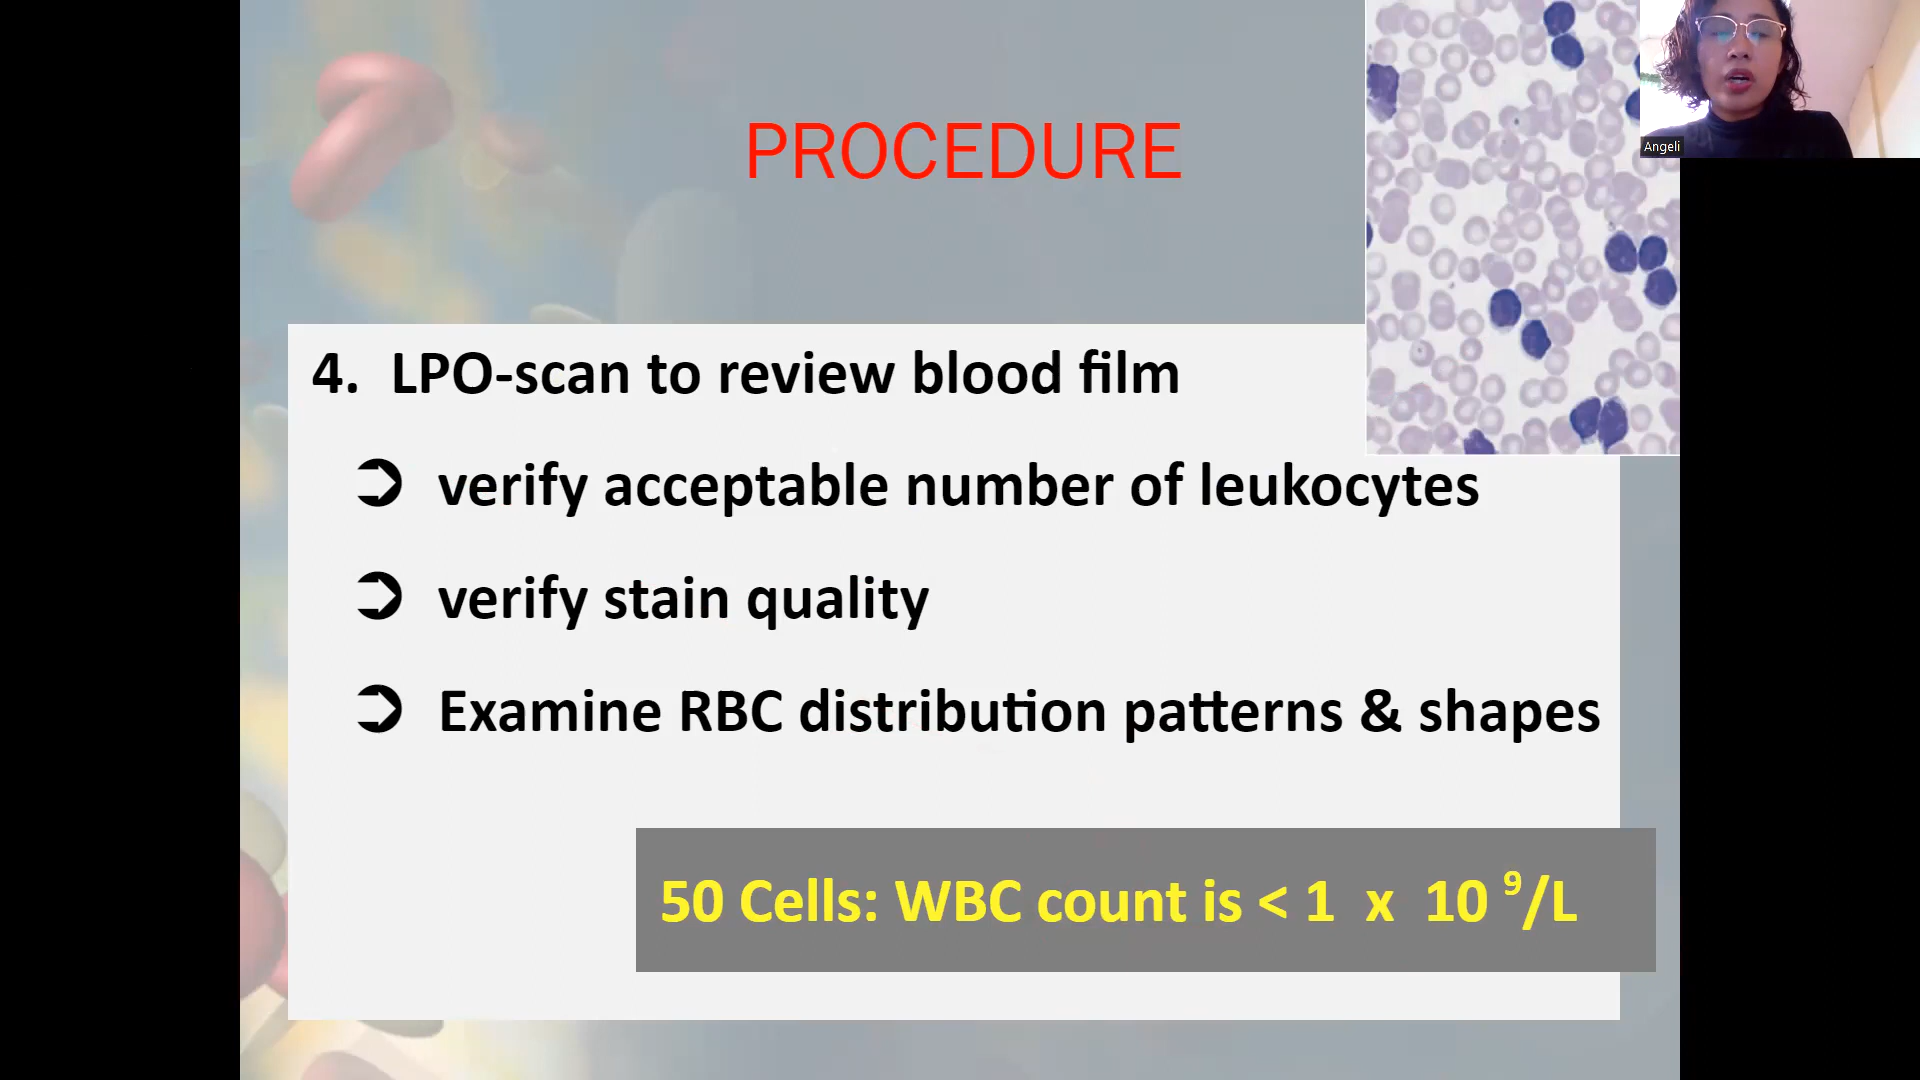 PROCEDURE
Angeli
4. LPO-scan to review blood film
➲ verify acceptable number of leukocytes
➲ verify stain quality
➲ Examine RBC distribution patterns & shapes
50 Cells: WBC count is < 1 x 10 ⁹/L